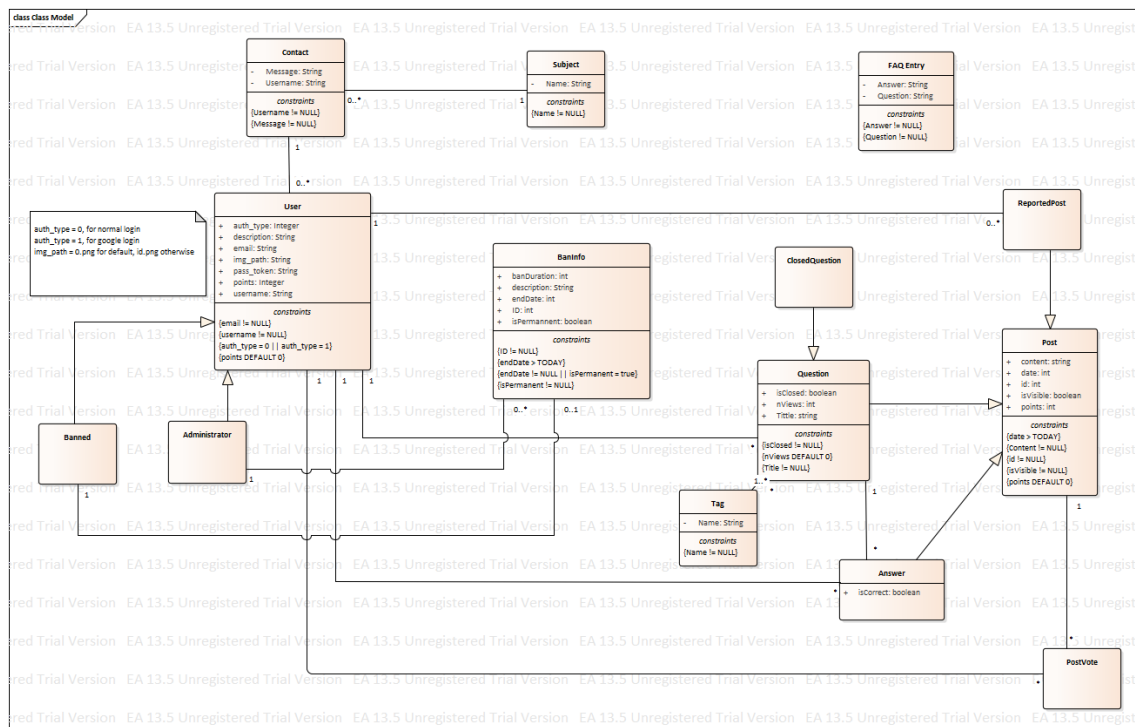 class Class Model
EA 13.5 Unregistered Trial Version
Contact
- Message: String
- Username: String
constraints
{Username != NULL}
{Message != NULL}
0..*
1
1
0..*
Subject
- Name: String
constraints
{Name != NULL}
FAQ Entry
- Answer: String
- Question: String
constraints
{Answer != NULL}
{Question != NULL}
auth_type = 0, for normal login
auth_type = 1, for google login
img_path = 0.png for default, id.png otherwise
User
+ auth_type: Integer
+ description: String
+ email: String
+ img_path: String
+ pass_token: String
+ points: Integer
+ username: String
constraints
{email != NULL}
{username != NULL}
{auth_type = 0 || auth_type = 1}
{points DEFAULT 0}
1
0..*
1
1
1
ReportedPost
BanInfo
+ banDuration: int
+ description: String
+ endDate: int
+ ID: int
+ isPermannent: boolean
constraints
{ID != NULL}
{endDate > TODAY}
{endDate != NULL || isPermanent = true}
{isPermanent != NULL}
0..*
0..1
ClosedQuestion
Question
+ isClosed: boolean
+ nViews: int
+ Tittle: string
constraints
{isClosed != NULL}
{nViews DEFAULT 0}
{Title != NULL}
*
1..*
*
1
*
Post
+ content: string
+ date: int
+ id: int
+ isVisible: boolean
+ points: int
constraints
{date > TODAY}
{Content != NULL}
{id != NULL}
{isVisible != NULL}
{points DEFAULT 0}
1
*
Banned
1
Administrator
1
Tag
- Name: String
constraints
{Name != NULL}
Answer
+ isCorrect: boolean
*
PostVote
*